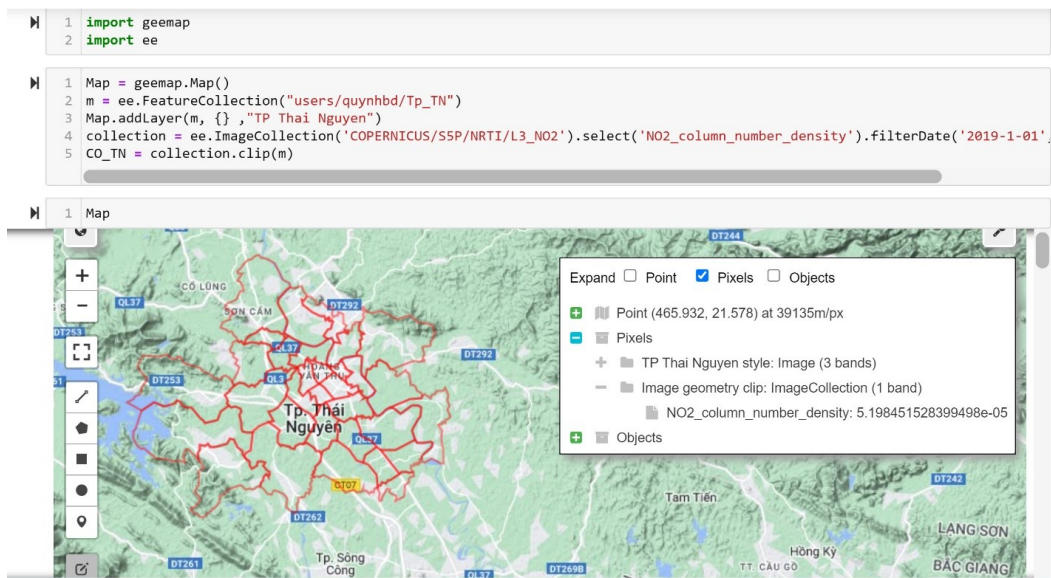 1 import geemap
2 import ee
1 Map = geemap.Map()
2 m = ee.FeatureCollection("users/quynhbd/Tp_TN")
3 Map.addLayer(m, {} ,"TP Thai Nguyen")
4 collection = ee.ImageCollection('COPERNICUS/S5P/NRTI/L3_NO2').select('NO2_column_number_density').filterDate('2019-1-01',
5 CO_TN = collection.clip(m)
1 Map
DT244
Expand Point Pixels Objects
Point (465.932, 21.578) at 39135m/px
Pixels
TP Thai Nguyen style: Image (3 bands)
Image geometry clip: ImageCollection (1 band)
NO2_column_number_density: 5.198451528399498e-05
Objects
+
−
CỔ LŨNG
QL37
SƠN CẨM
DT292
DT253
QL37
DT292
HOÀNG
VĂN THỤ
DT253
QL3
Tp. Thái
Nguyên
QL37
CT07
DT262
DT242
Tam Tiến
LẠNG SƠN
Tp. Sông
Công
Hồng Kỳ
DT261
DT269B
TT. CẦU GỒ
BẮC GIANG
QL37